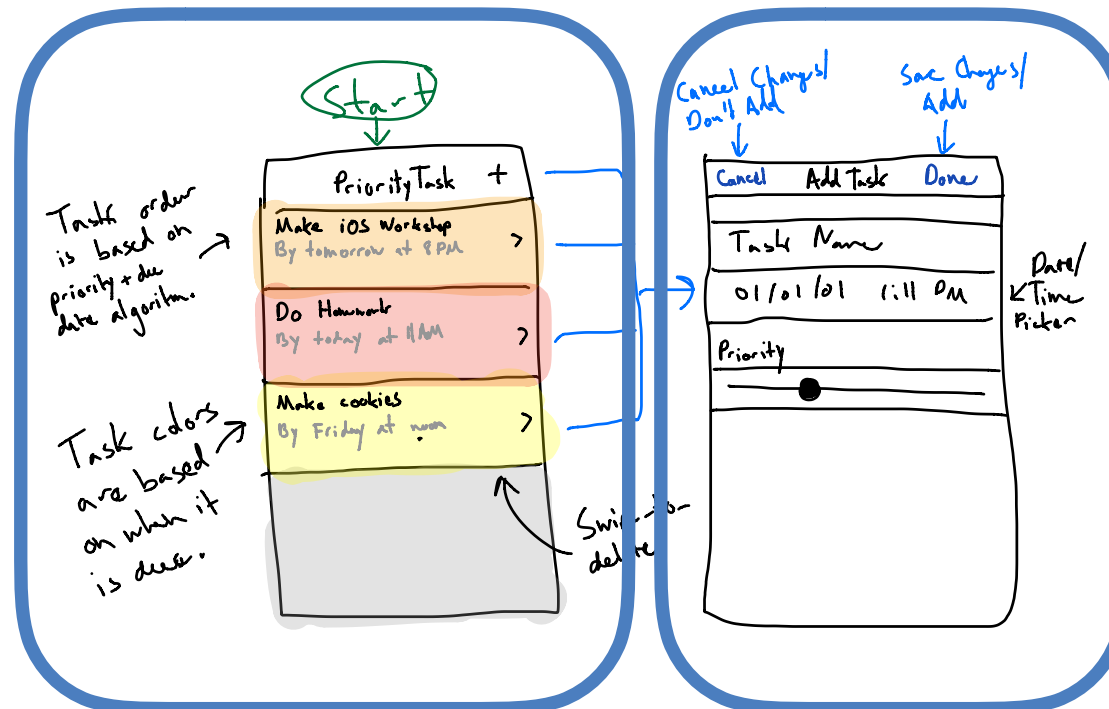 Start
PriorityTask +
Make iOS Workshop
By tomorrow at 8PM
>
Do Homework
By today at 11AM
>
Make cookies
By Friday at noon
>
Tasks order
is based on
priority + due
date algorithm.
Task colors
are based
on when it
is due.
Swipe-to-
delete
Cancel Changes/
Don't Add
Save Changes/
Add
Cancel Add Task Done
Task Name
01/01/01 1:11 PM
Date/
Time
Picker
Priority